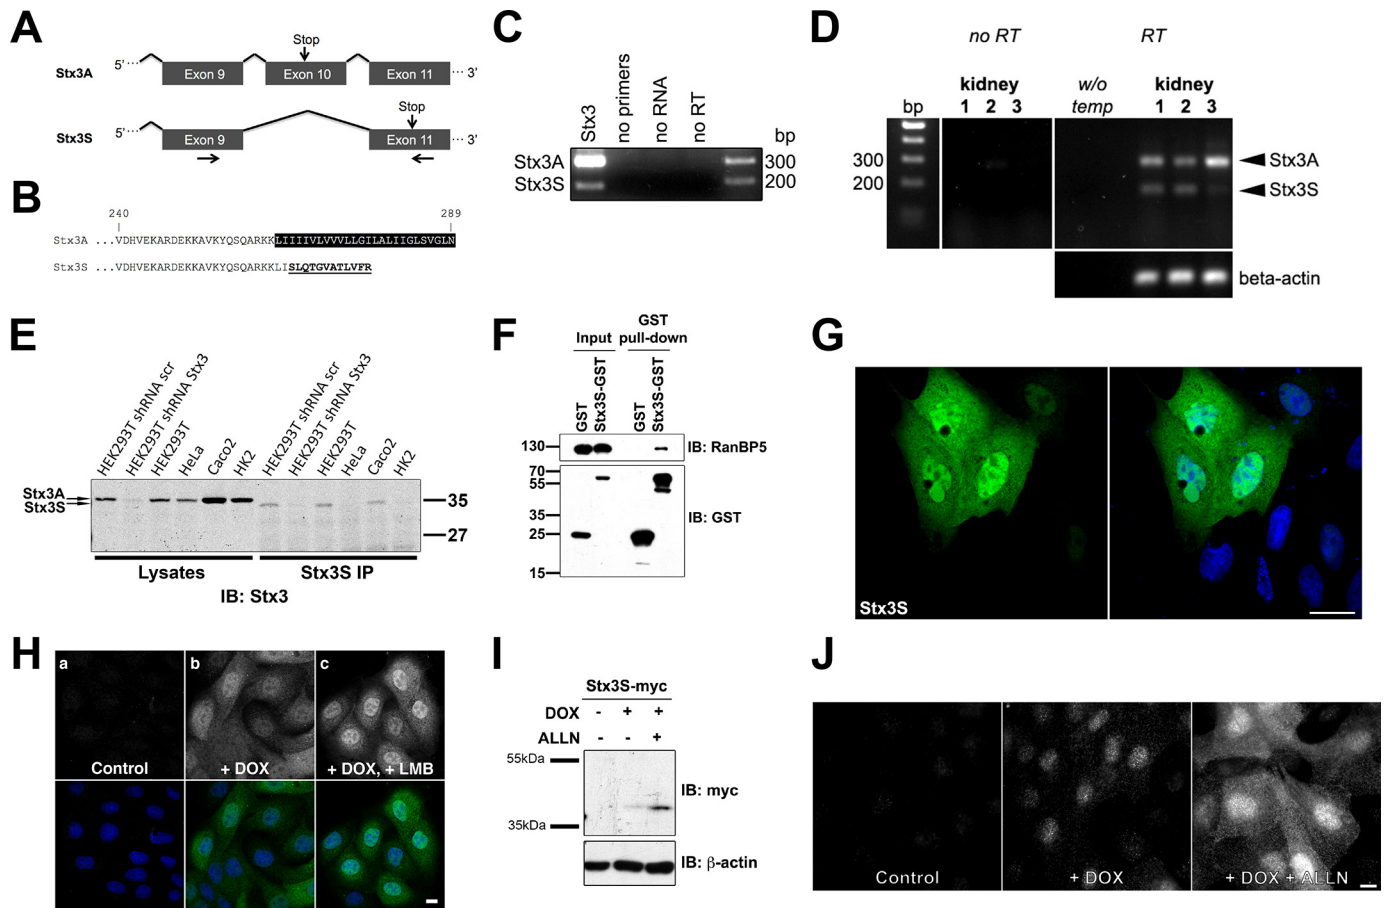 A
Stop
5'
Stx3A
Exon 9
Exon 10
Exon 11
3'
Stop
5'
Stx3S
Exon 9
Exon 11
3'
B
240
289
Stx3A ...VDHVEKARDEKKAVKYQSQARKKLIIIIVLVVVLLGILALIIGLSVGLN
Stx3S ...VDHVEKARDEKKAVKYQSQARKKLISLQTGVATLVFR
C
Stx3
no primers
no RNA
no RT
bp
Stx3A
300
Stx3S
200
D
no RT
RT
kidney
w/o
kidney
bp
1 2 3
temp
1 2 3
300
Stx3A
200
Stx3S
beta-actin
E
HEK293T shRNA scr
HEK293T shRNA Stx3
HEK293T
HeLa
Caco2
HK2
HEK293T shRNA scr
HEK293T shRNA Stx3
HEK293T
HeLa
Caco2
HK2
Stx3A
35
Stx3S
27
Lysates
Stx3S IP
IB: Stx3
F
GST
Input pull-down
GST
Stx3S-GST
GST
Stx3S-GST
130
IB: RanBP5
70
55
35
IB: GST
25
15
G
Stx3S
H
a
b
c
Control
+ DOX
+ DOX, + LMB
I
Stx3S-myc
DOX - + +
ALLN - - +
55kDa
IB: myc
35kDa
IB: β-actin
J
Control
+ DOX
+ DOX + ALLN